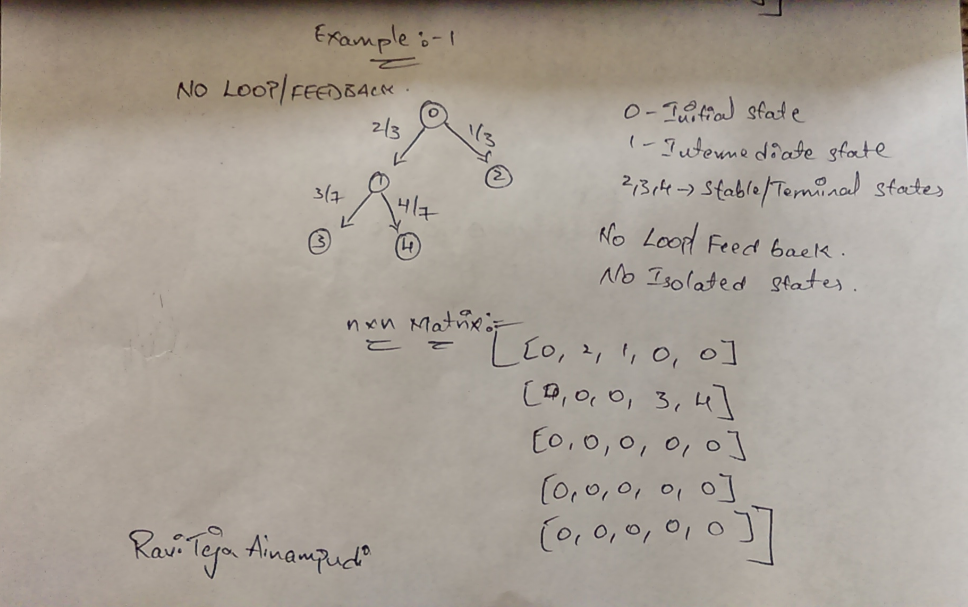 ]
Example :- 1
NO LOOP/FEEDBACK.
0
2/3
1/3
1
2
3/7
4/7
3
4
0 - Initial state
1 - Intermediate state
2,3,4 → Stable/Terminal states
No Loop/Feed back.
No Isolated states.
nxn Matrix:=
[[0, 2, 1, 0, 0]
[0, 0, 0, 3, 4]
[0, 0, 0, 0, 0]
[0, 0, 0, 0, 0]
[0, 0, 0, 0, 0]]
Ravi Teja Ainampudi